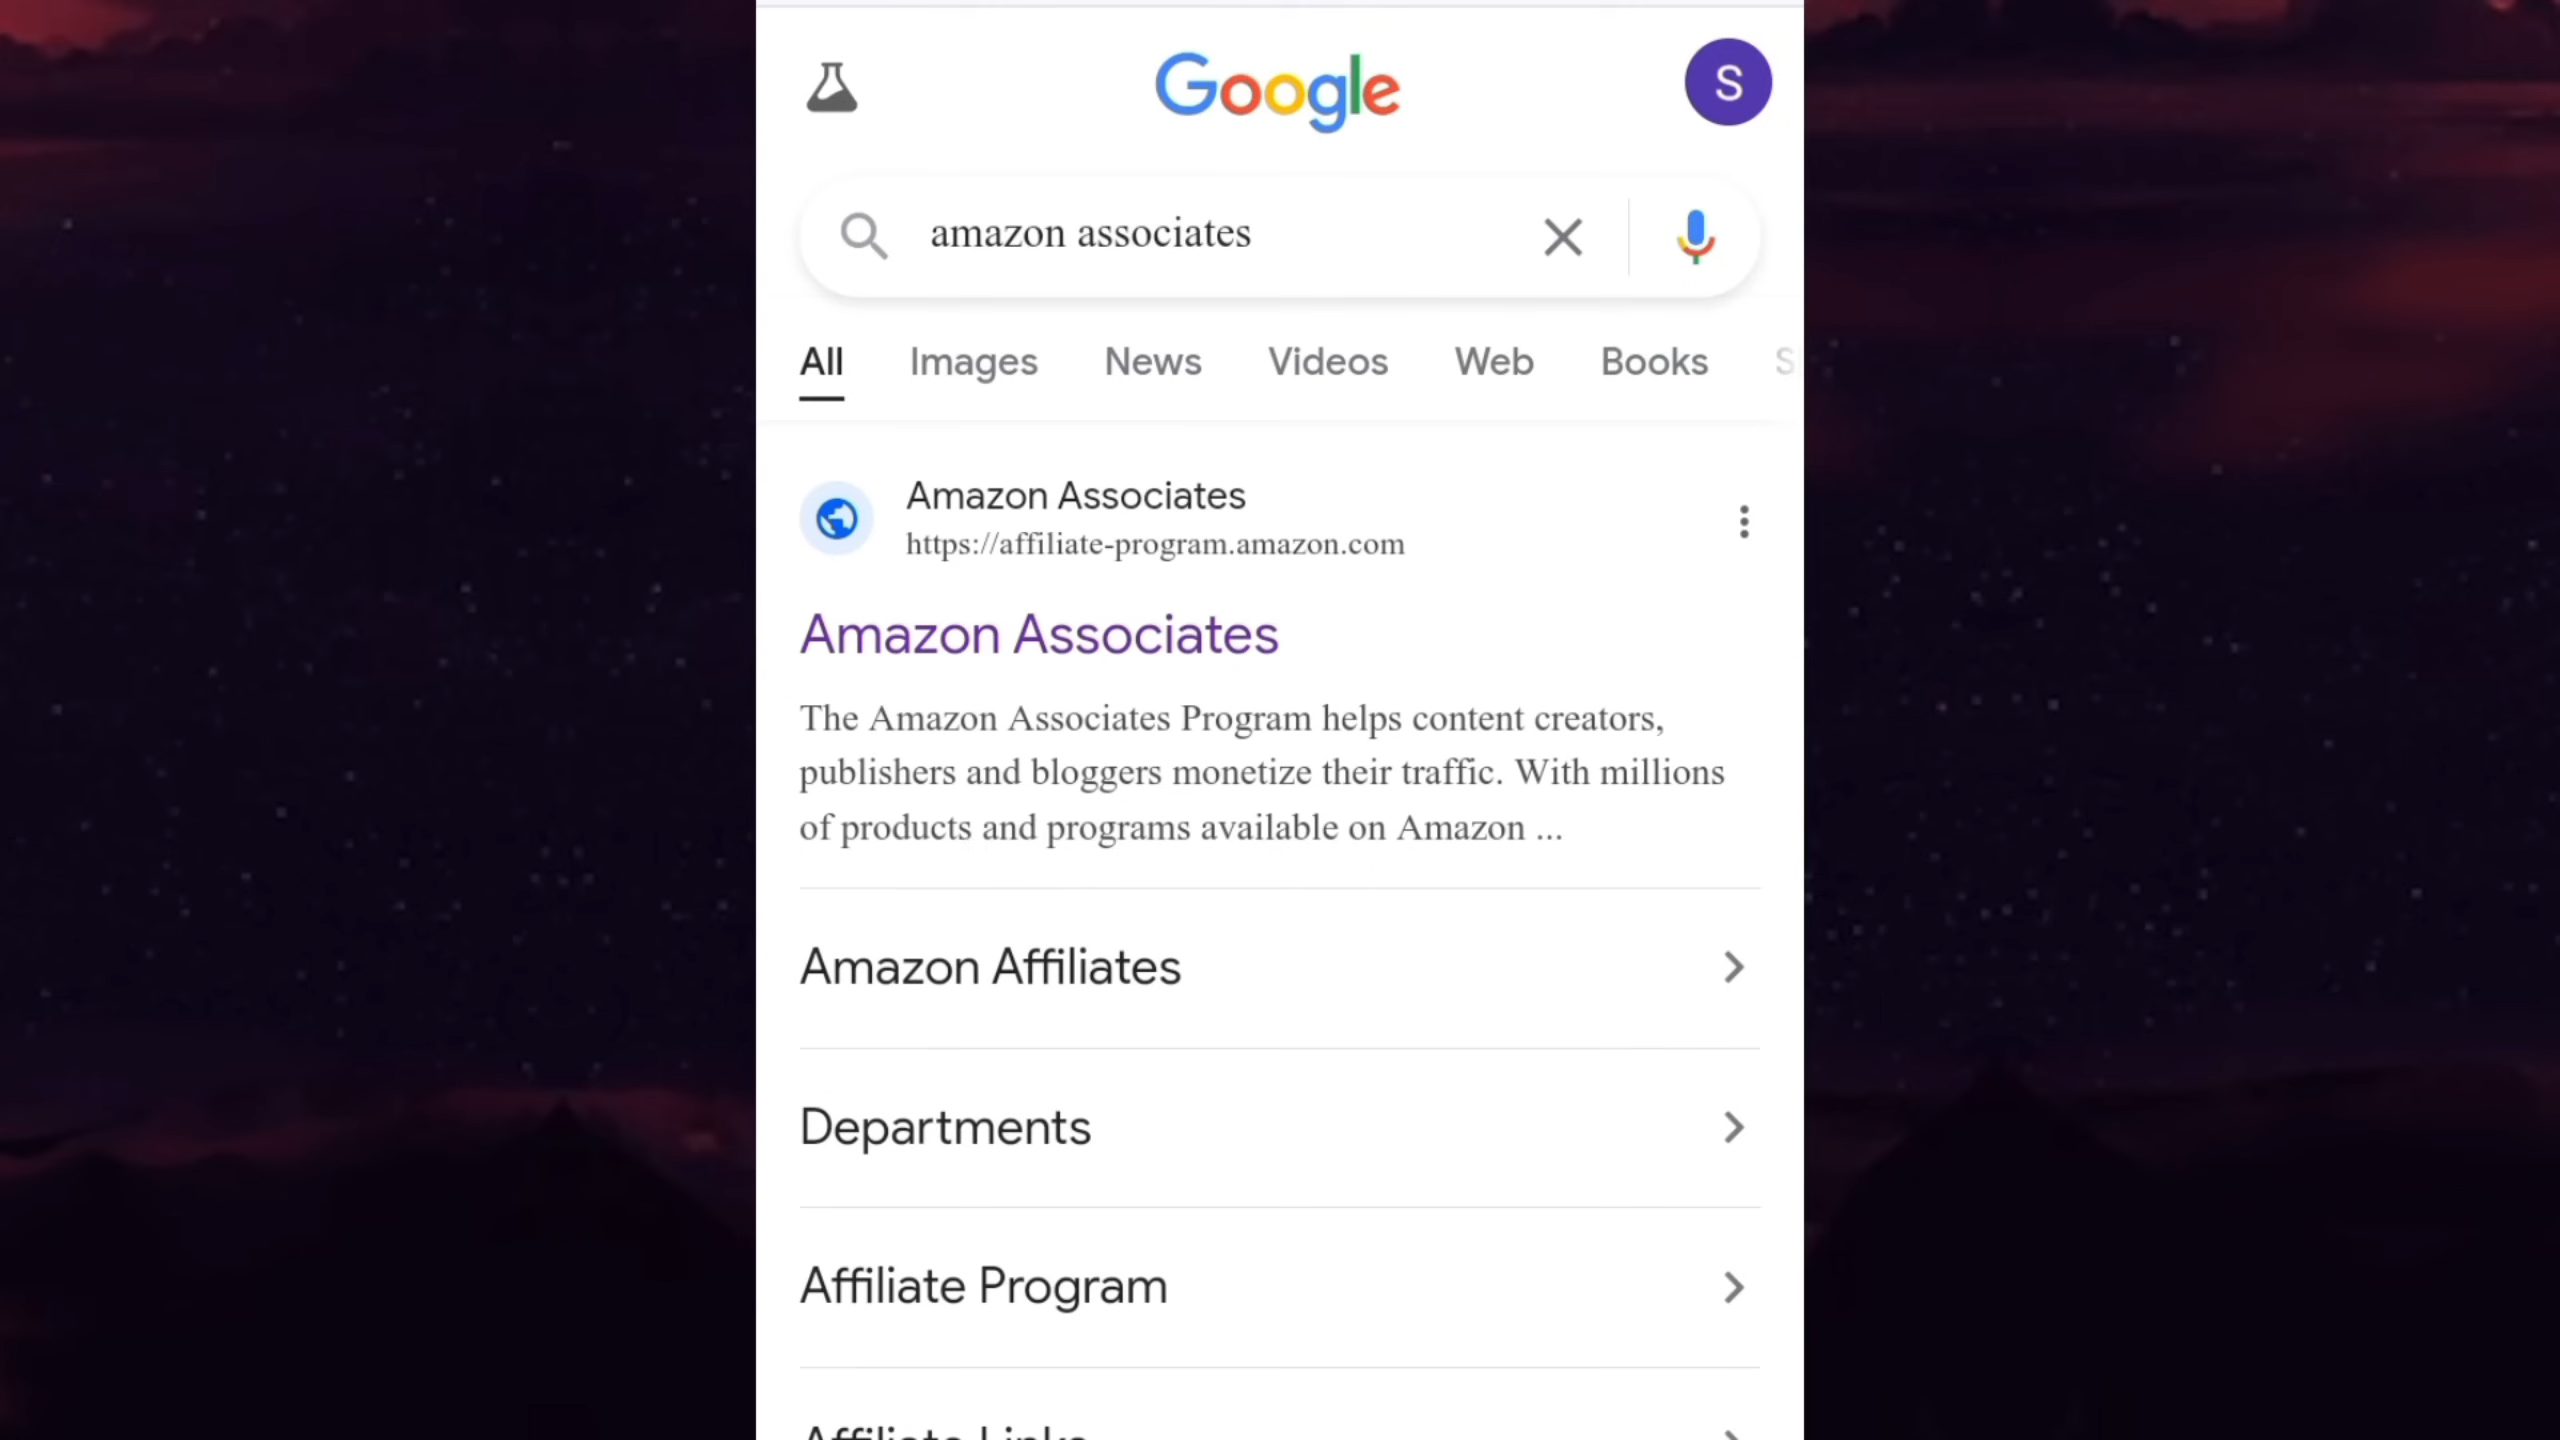 Google
S
amazon associates
All Images News Videos Web Books S
Amazon Associates
https://affiliate-program.amazon.com
Amazon Associates
The Amazon Associates Program helps content creators,
publishers and bloggers monetize their traffic. With millions
of products and programs available on Amazon ...
Amazon Affiliates
Departments
Affiliate Program
Affiliate Links